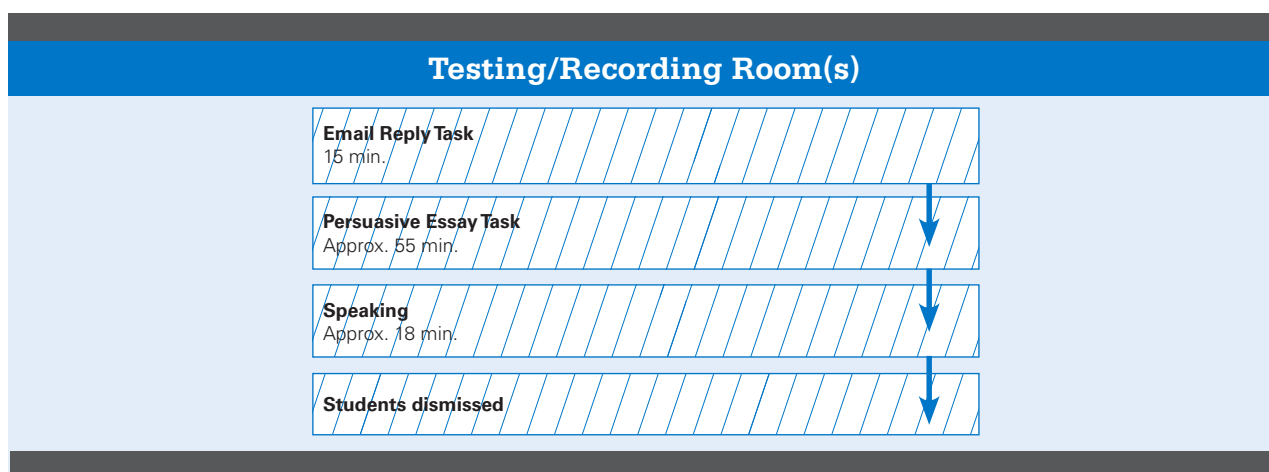 Testing/Recording Room(s)
Email Reply Task
15 min.
Persuasive Essay Task
Approx. 55 min.
Speaking
Approx. 18 min.
Students dismissed